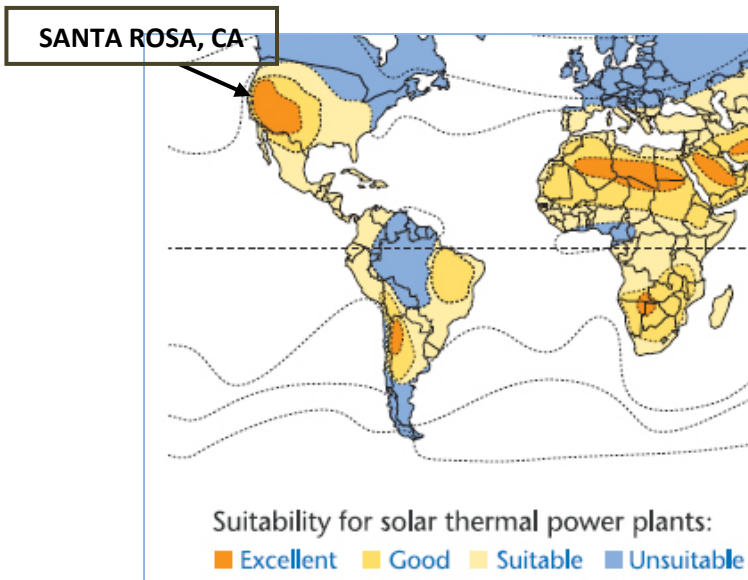 SANTA ROSA, CA
Suitability for solar thermal power plants:
Excellent Good Suitable Unsuitable